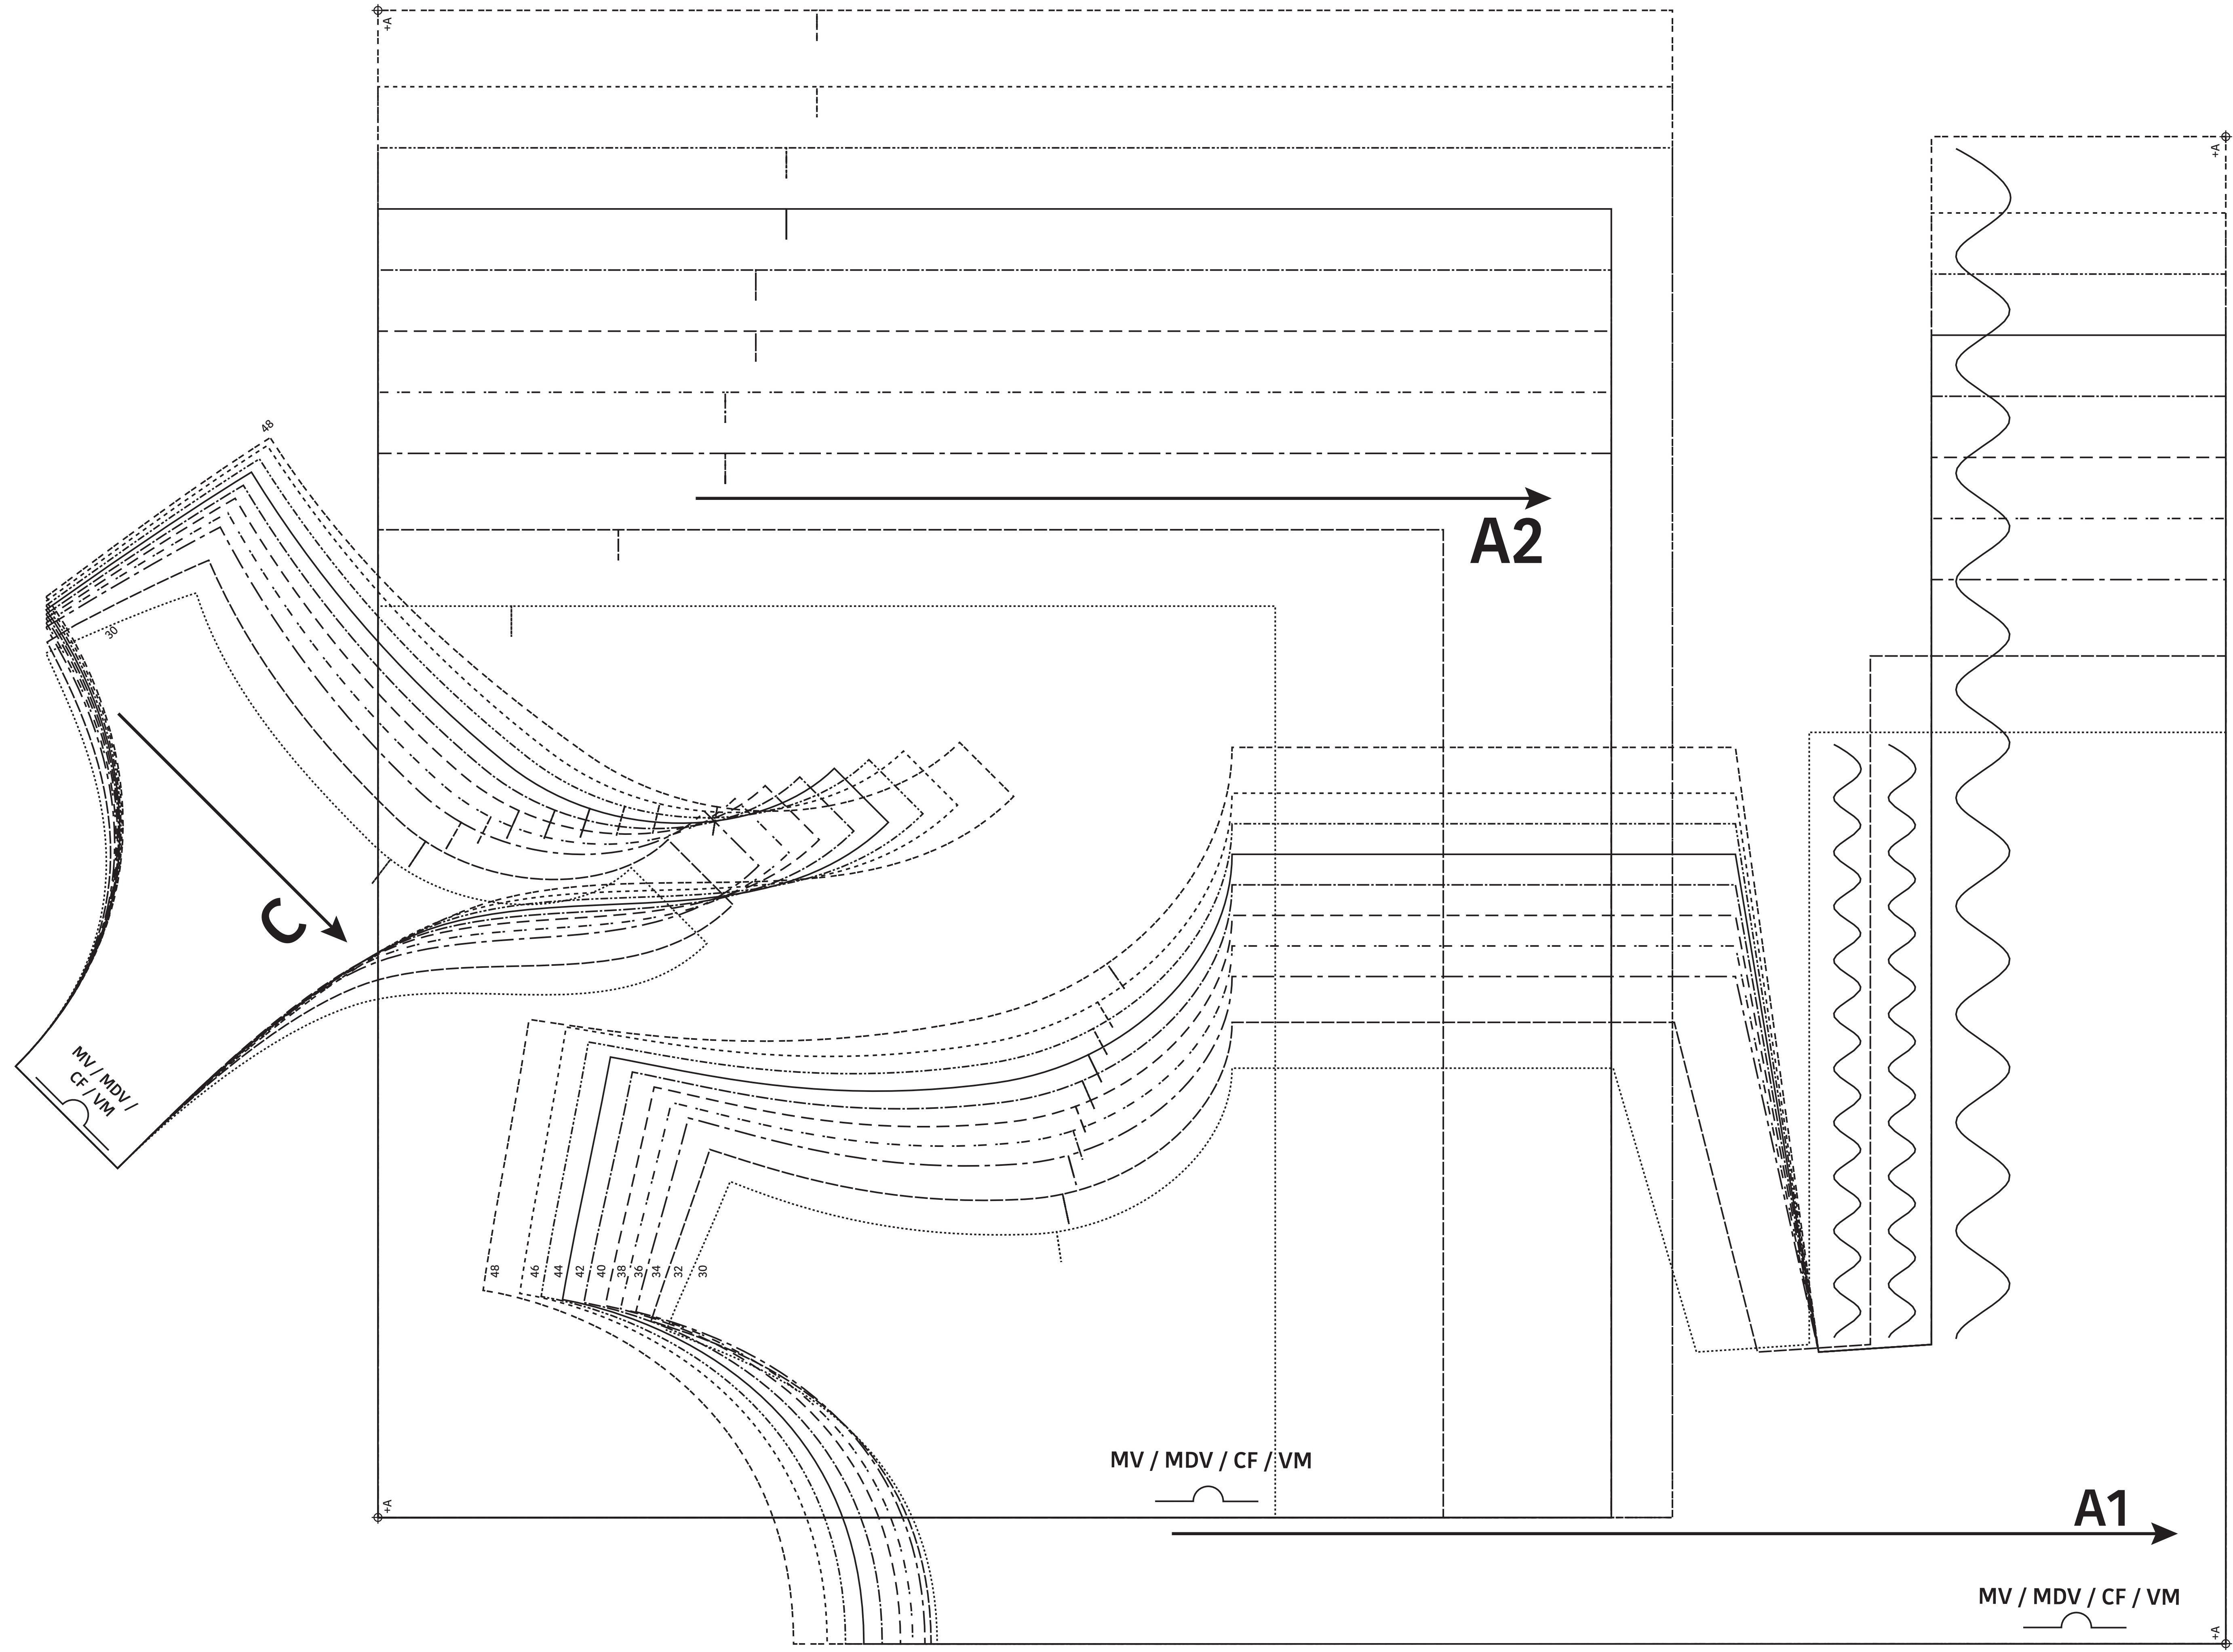 +A
+A
48
A2
30
C
MV / MDV /
CF / VM
48
46
44
42
40
38
36
34
32
30
MV / MDV / CF / VM
+A
A1
MV / MDV / CF / VM
+A